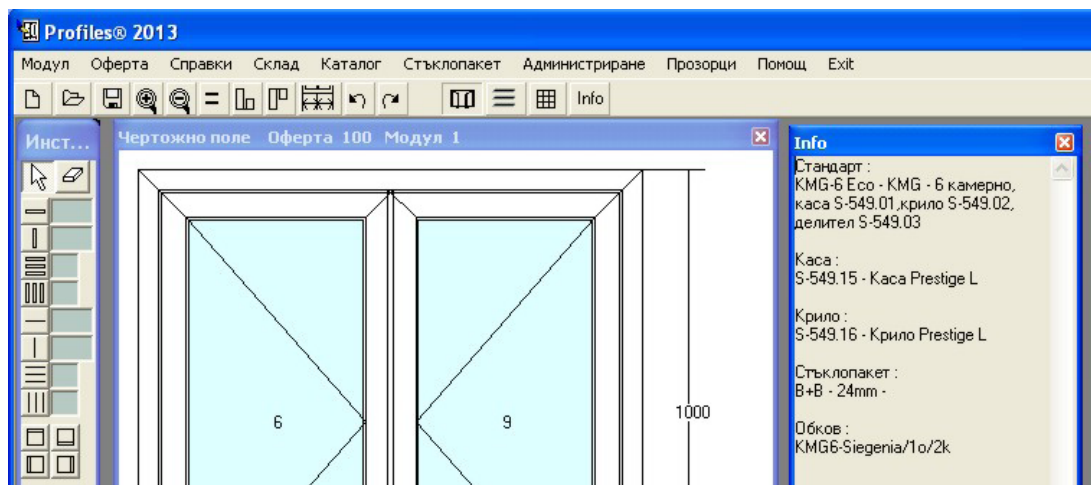 Profiles® 2013
Модул Оферта Справки Склад Каталог Стъклопакет Администриране Прозорци Помощ Exit
Info
Инст...
Чертожно поле Оферта 100 Модул 1
6
9
1000
Info
Стандарт :
KMG-6 Eco - KMG - 6 камерно,
каса S-549.01,крило S-549.02,
делител S-549.03
Каса :
S-549.15 - Каса Prestige L
Крило :
S-549.16 - Крило Prestige L
Стъклопакет :
B+B - 24mm -
Обков :
KMG6-Siegenia/1o/2k